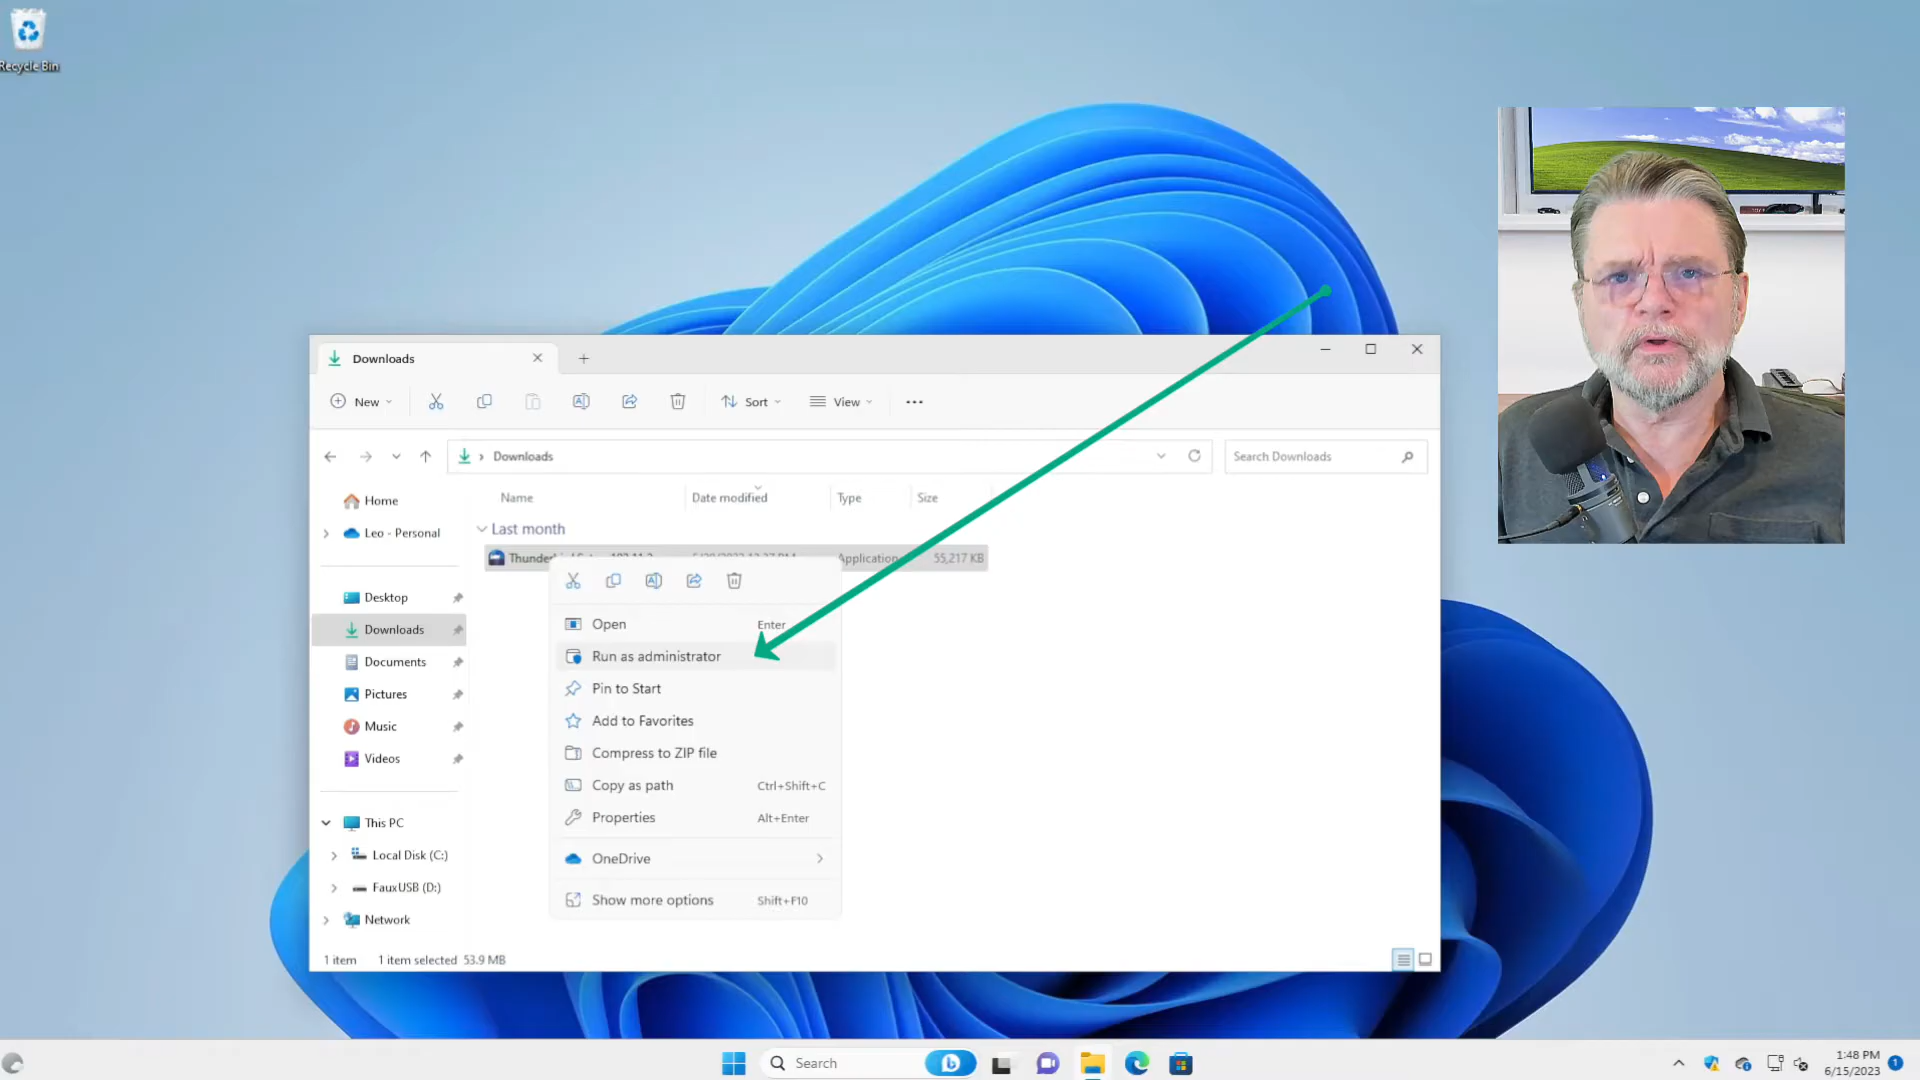 Recycle Bin
Downloads
New
Sort
View
Downloads
Search Downloads
Name
Date modified
Type
Size
Home
Leo - Personal
Last month
Application
55,217 KB
Open
Enter
Desktop
Run as administrator
Downloads
Documents
Pin to Start
Pictures
Add to Favorites
Music
Compress to ZIP file
Videos
Copy as path
Ctrl+Shift+C
Properties
Alt+Enter
This PC
Local Disk (C:)
OneDrive
FauxUSB (D:)
Show more options
Shift+F10
Network
1 item
1 item selected
53.9 MB
Search
1:48 PM
6/15/2023
1